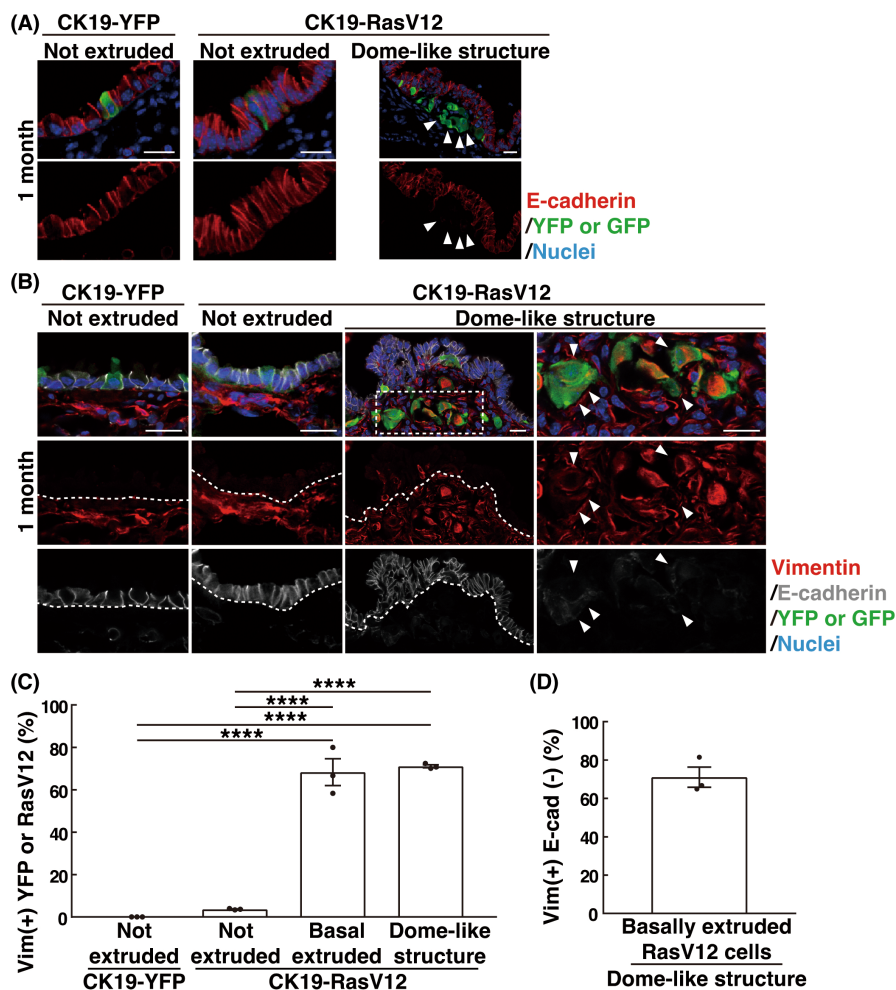 (A)
CK19-YFP
CK19-RasV12
Not extruded
Not extruded
Dome-like structure
1 month
E-cadherin
/YFP or GFP
/Nuclei
(B)
CK19-YFP
CK19-RasV12
Not extruded
Not extruded
Dome-like structure
1 month
Vimentin
/E-cadherin
/YFP or GFP
/Nuclei
(C)
Vim(+) YFP or RasV12 (%)
100
80
60
40
20
0
****
****
****
****
Not extruded
Not extruded
Basal extruded
Dome-like structure
CK19-YFP
CK19-RasV12
(D)
Vim(+) E-cad (-) (%)
100
80
60
40
20
0
Basally extruded
RasV12 cells
Dome-like structure